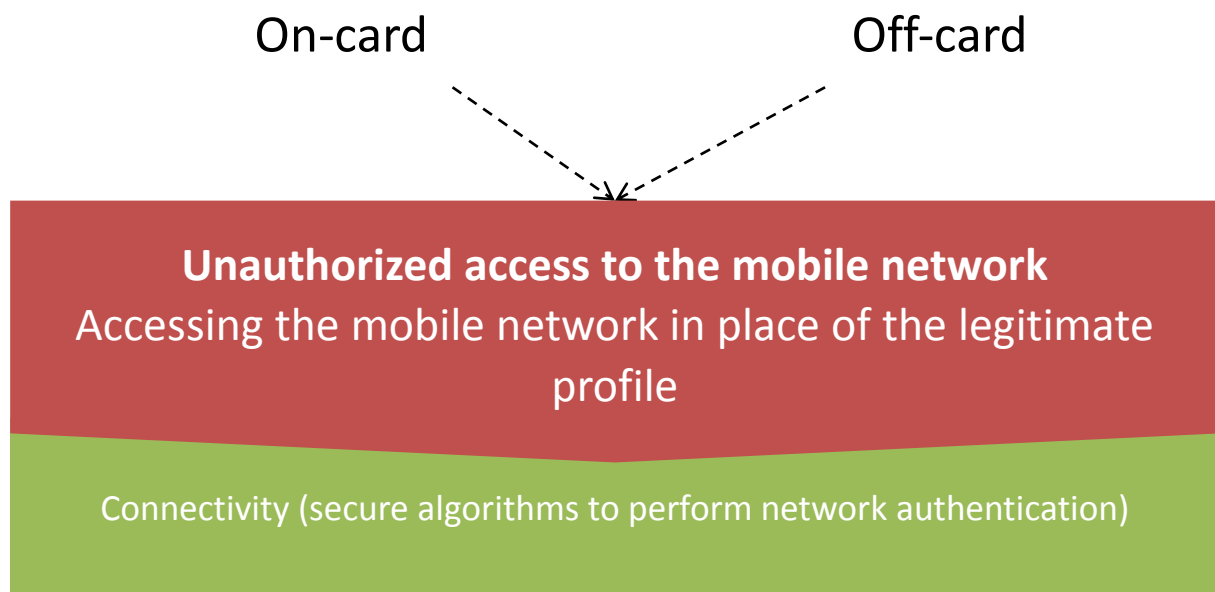 On-card Off-card
Unauthorized access to the mobile network
Accessing the mobile network in place of the legitimate
profile
Connectivity (secure algorithms to perform network authentication)